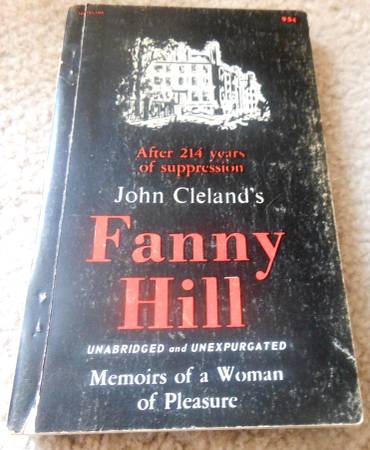 95¢
After 214 years
of suppression
John Cleland's
Fanny
Hill
UNABRIDGED and UNEXPURGATED
Memoirs of a Woman
of Pleasure